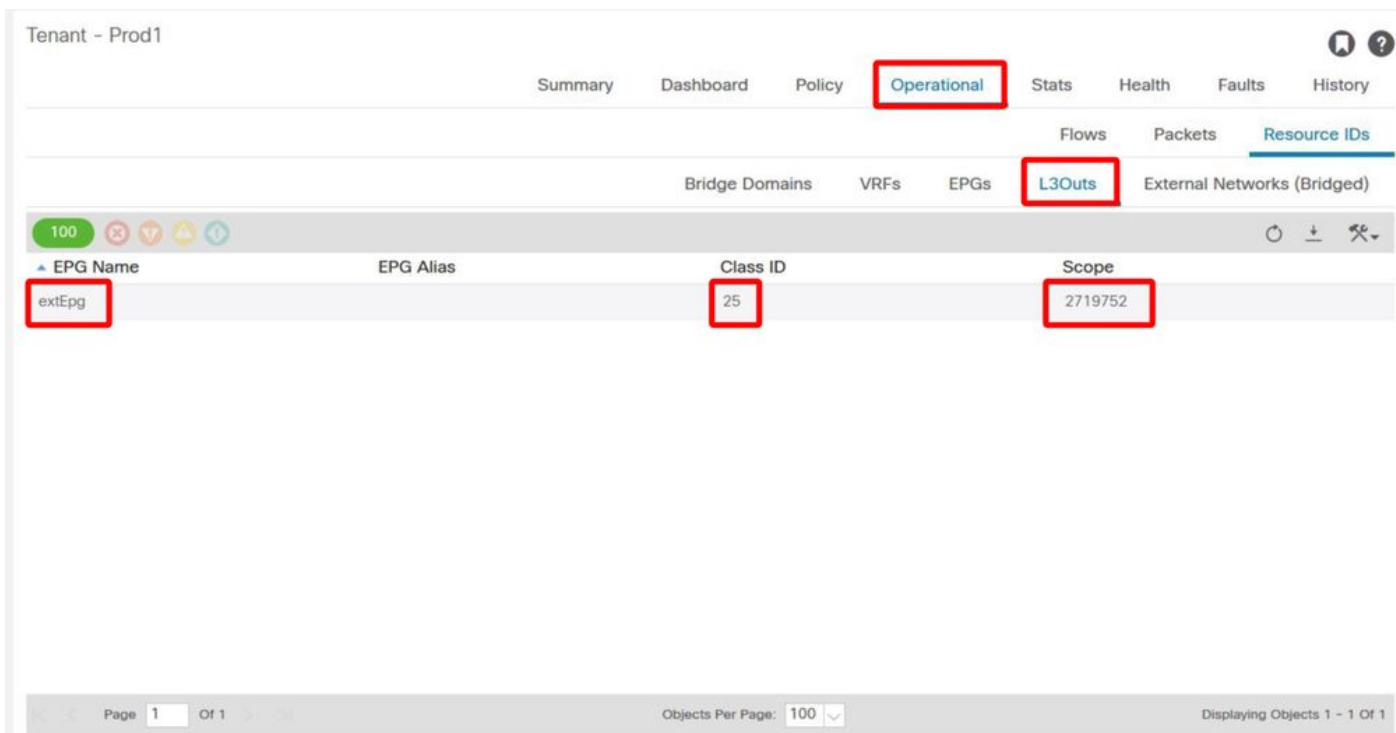 Tenant - Prod1
?
Summary Dashboard Policy Operational Stats Health Faults History
Flows Packets Resource IDs
Bridge Domains VRFs EPGs L3Outs External Networks (Bridged)
100
EPG Name EPG Alias Class ID Scope
extEpg 25 2719752
Page 1 Of 1 Objects Per Page: 100 Displaying Objects 1 - 1 Of 1